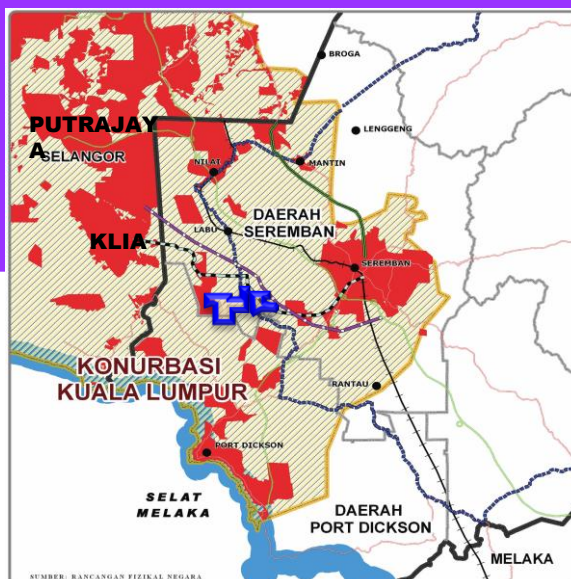 BROGA
PUTRAJAY
A
SELANGOR
LENGGENG
NILAI
MANTIN
DAERAH
SEREMBAN
LABU
KLIA
SEREMBAN
KONURBASI
KUALA LUMPUR
RANTAU
PORT DICKSON
SELAT
MELAKA
DAERAH
PORT DICKSON
MELAKA
SUMBER: RANCANGAN FIZIKAL NEGARA